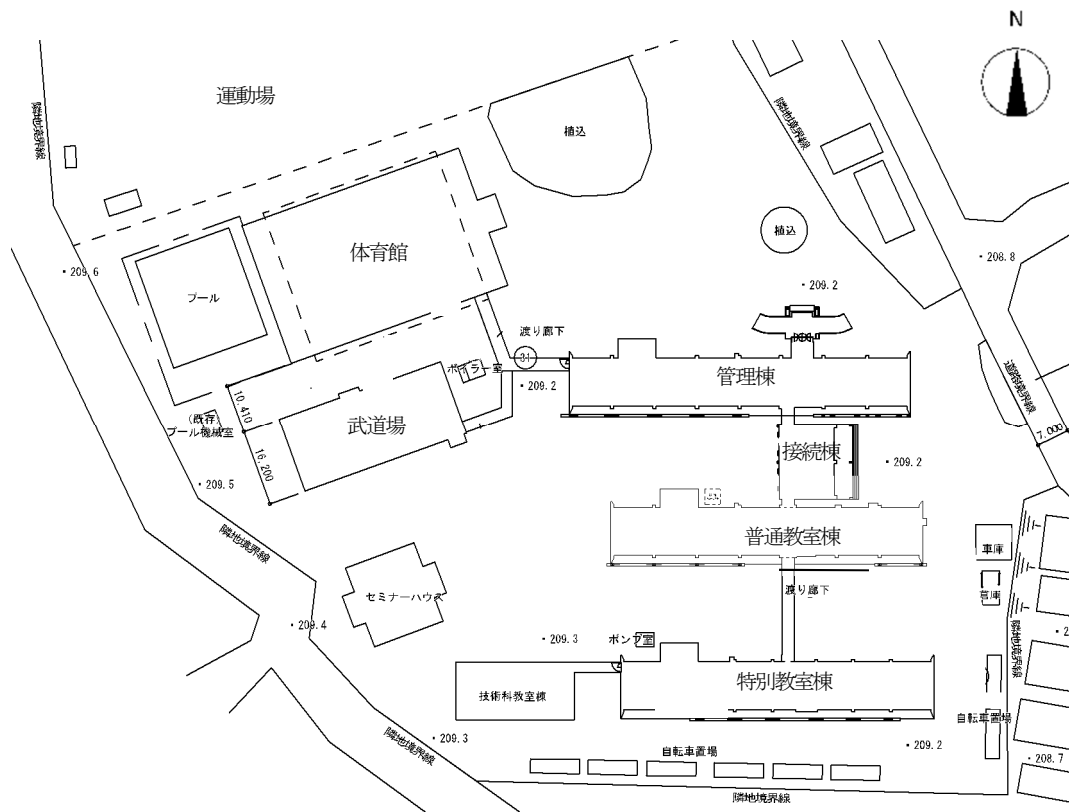 N
運動場
隣地境界線
植込
隣地境界線
体育館
植込
・208.8
・209.6
・209.2
プール
渡り廊下
31
ボイラー室
・209.2
管理棟
道路境界線
10.410
(既存)
プール機械室
武道場
7.000
接続棟
・209.2
16.200
・209.5
普通教室棟
車庫
隣地境界線
倉庫
セミナーハウス
渡り廊下
・209.4
・209.3
ポンプ室
隣地境界線
・2
特別教室棟
技術科教室棟
自転車置場
隣地境界線
・209.3
・209.2
自転車置場
・208.7
隣地境界線